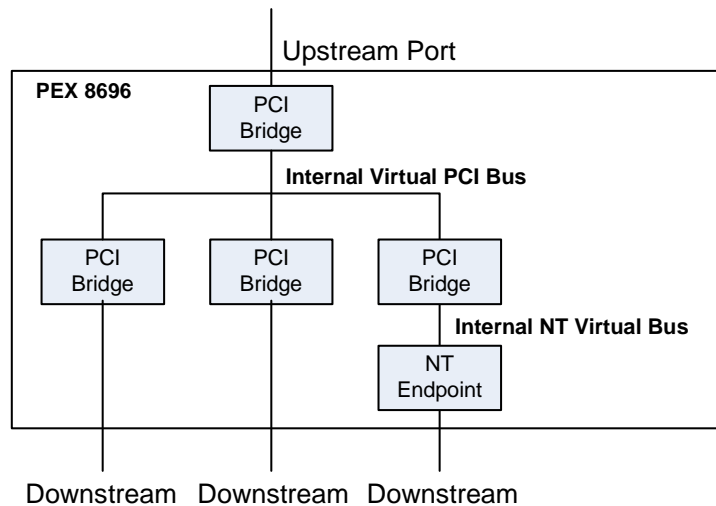 Upstream Port
PEX 8696
PCI
Bridge
Internal Virtual PCI Bus
PCI
Bridge
PCI
Bridge
PCI
Bridge
Internal NT Virtual Bus
NT
Endpoint
Downstream Downstream Downstream